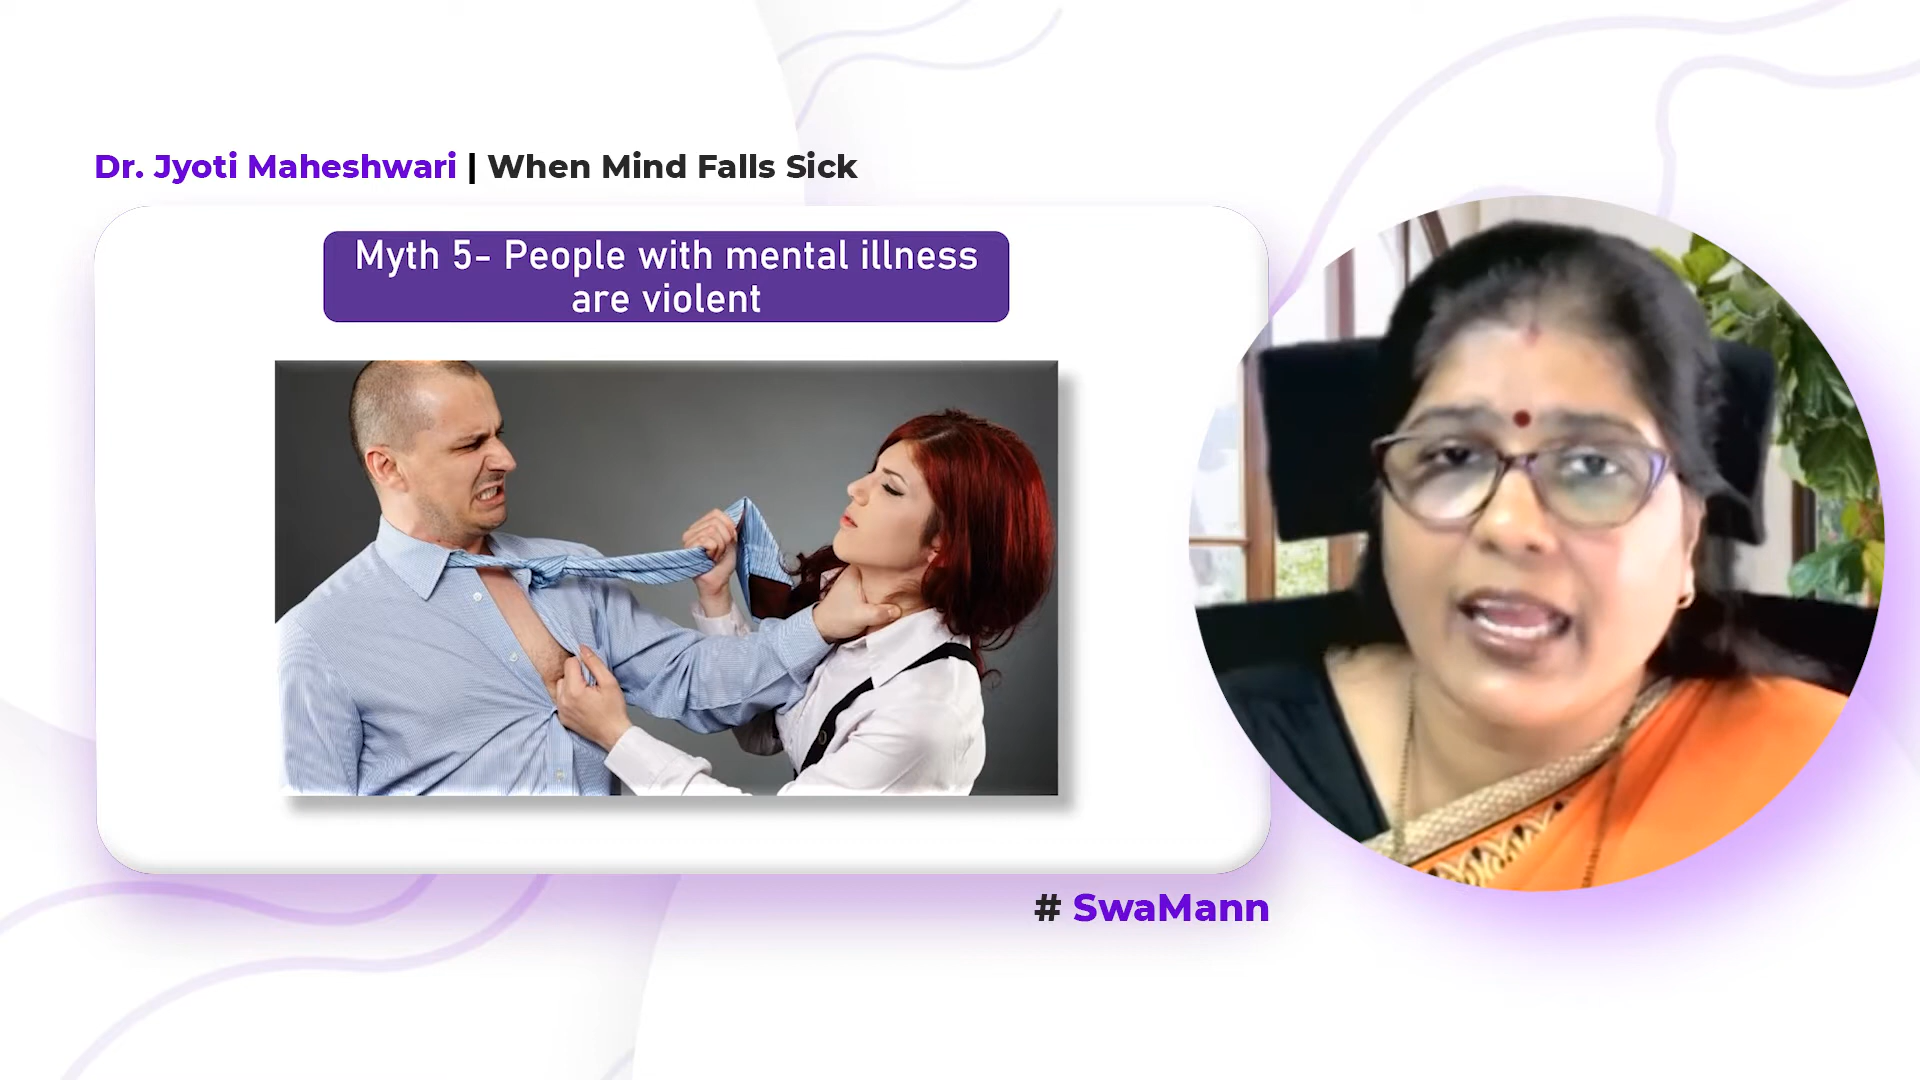 Dr. Jyoti Maheshwari | When Mind Falls Sick
Myth 5- People with mental illness
are violent
# SwaMann